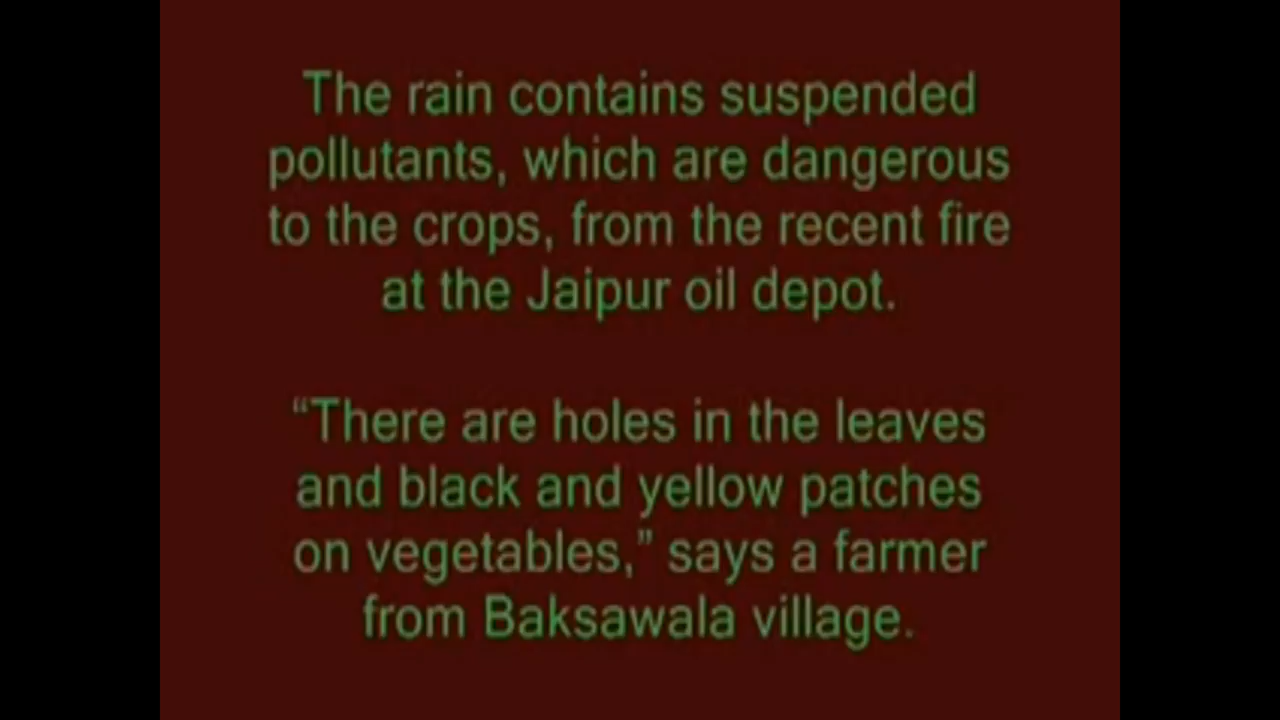 The rain contains suspended
pollutants, which are dangerous
to the crops, from the recent fire
at the Jaipur oil depot.
“There are holes in the leaves
and black and yellow patches
on vegetables,” says a farmer
from Baksawala village.